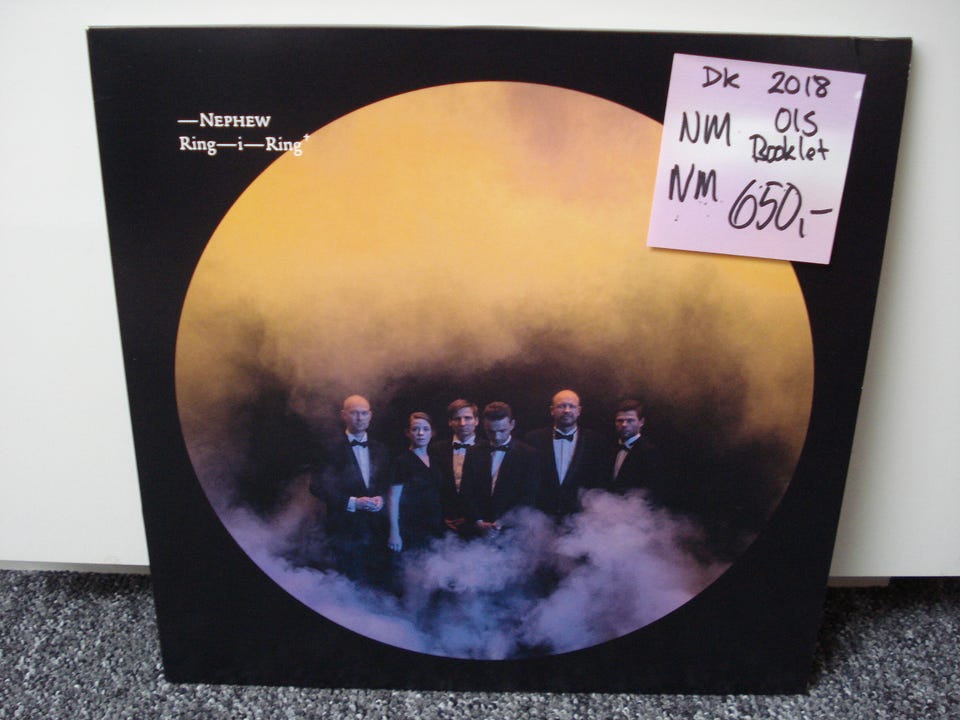 —NEPHEW
Ring—i—Ring†
DK 2018
NM OIS
Booklet
NM 650,-